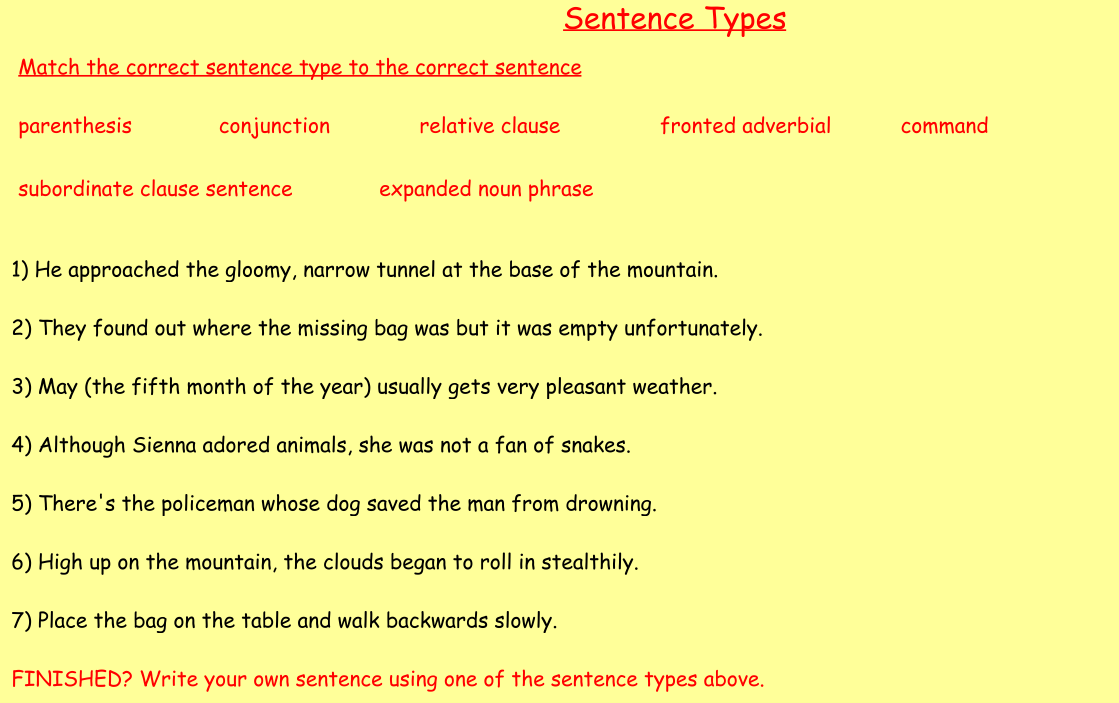 Sentence Types
Match the correct sentence type to the correct sentence
parenthesis conjunction relative clause fronted adverbial command
subordinate clause sentence expanded noun phrase
1) He approached the gloomy, narrow tunnel at the base of the mountain.
2) They found out where the missing bag was but it was empty unfortunately.
3) May (the fifth month of the year) usually gets very pleasant weather.
4) Although Sienna adored animals, she was not a fan of snakes.
5) There's the policeman whose dog saved the man from drowning.
6) High up on the mountain, the clouds began to roll in stealthily.
7) Place the bag on the table and walk backwards slowly.
FINISHED? Write your own sentence using one of the sentence types above.